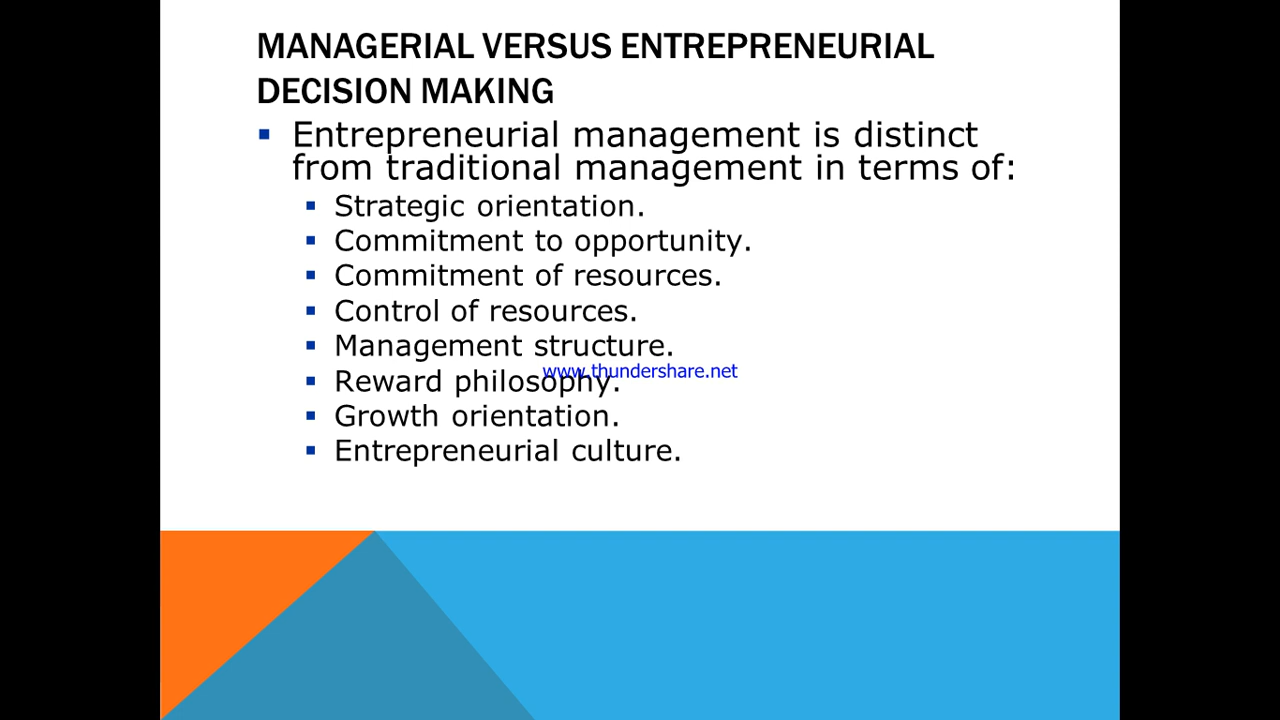 MANAGERIAL VERSUS ENTREPRENEURIAL
DECISION MAKING
Entrepreneurial management is distinct
from traditional management in terms of:
Strategic orientation.
Commitment to opportunity.
Commitment of resources.
Control of resources.
Management structure.
www.thundershare.net
Reward philosophy.
Growth orientation.
Entrepreneurial culture.